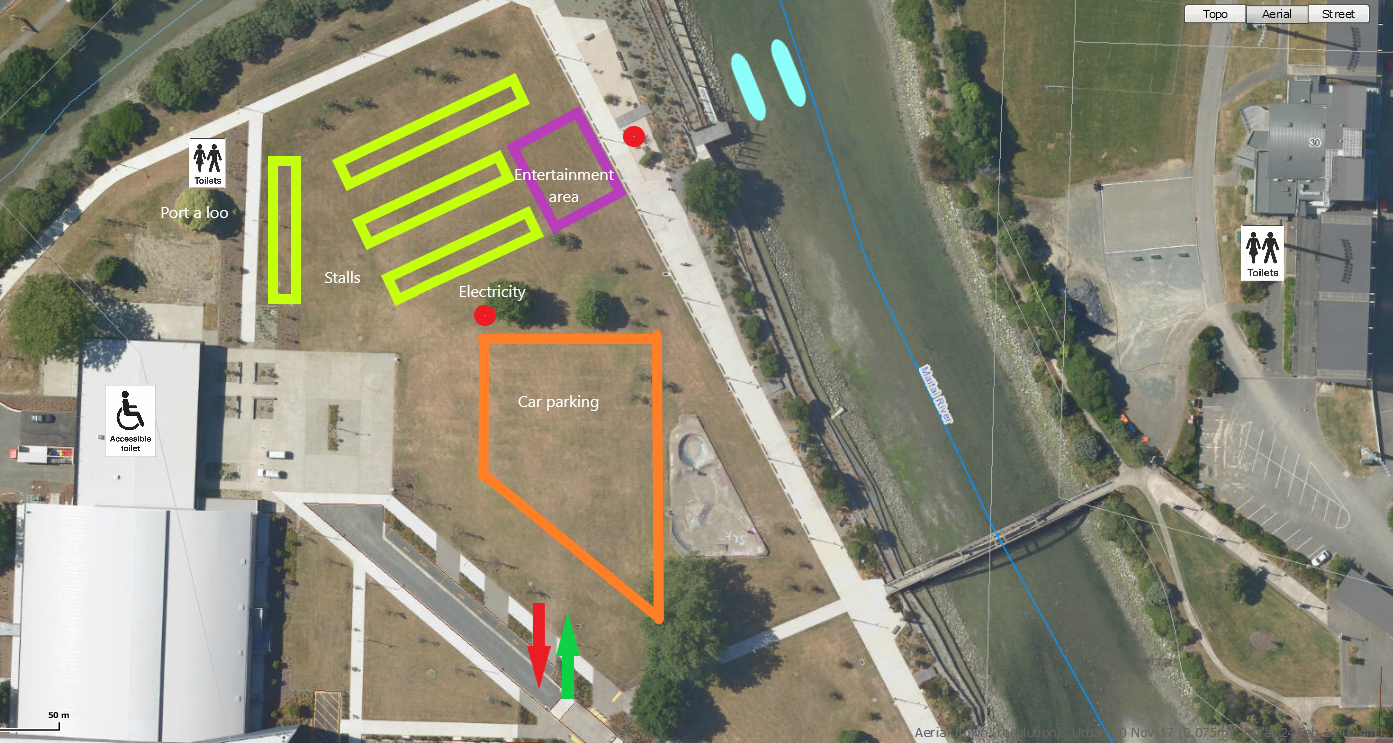 Topo Aerial Street
Toilets
Port a loo
Entertainment
area
30
Toilets
Stalls
Electricity
Car parking
Maitai River
Accessible
toilet
50 m